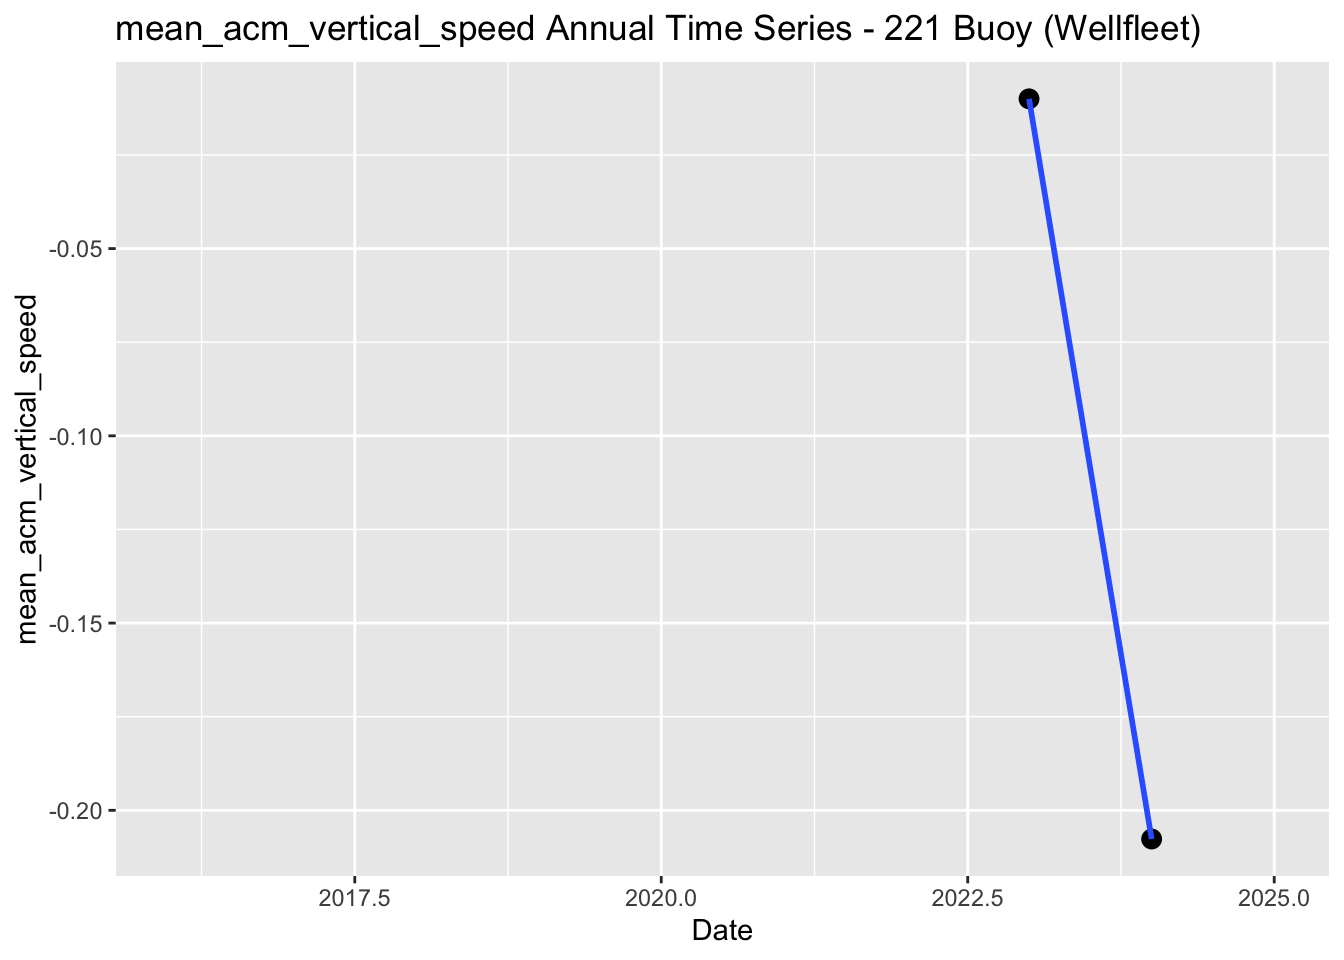 mean_acm_vertical_speed Annual Time Series - 221 Buoy (Wellfleet)
mean_acm_vertical_speed
-0.05
-0.10
-0.15
-0.20
2017.5
2020.0
2022.5
2025.0
Date